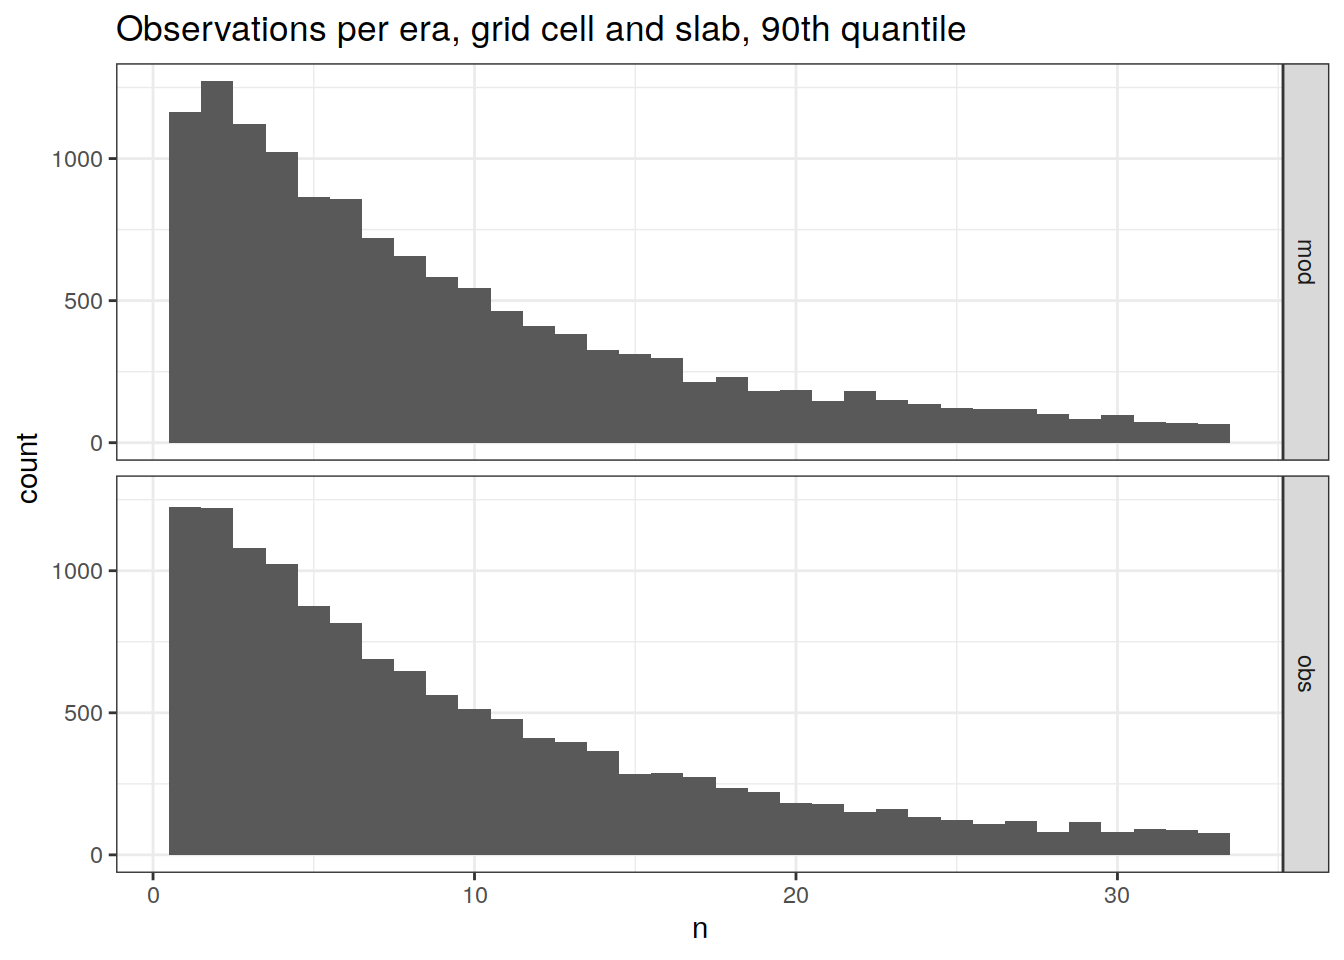 Observations per era, grid cell and slab, 90th quantile
1000
500
0
mod
count
1000
500
0
obs
0 10 20 30
n